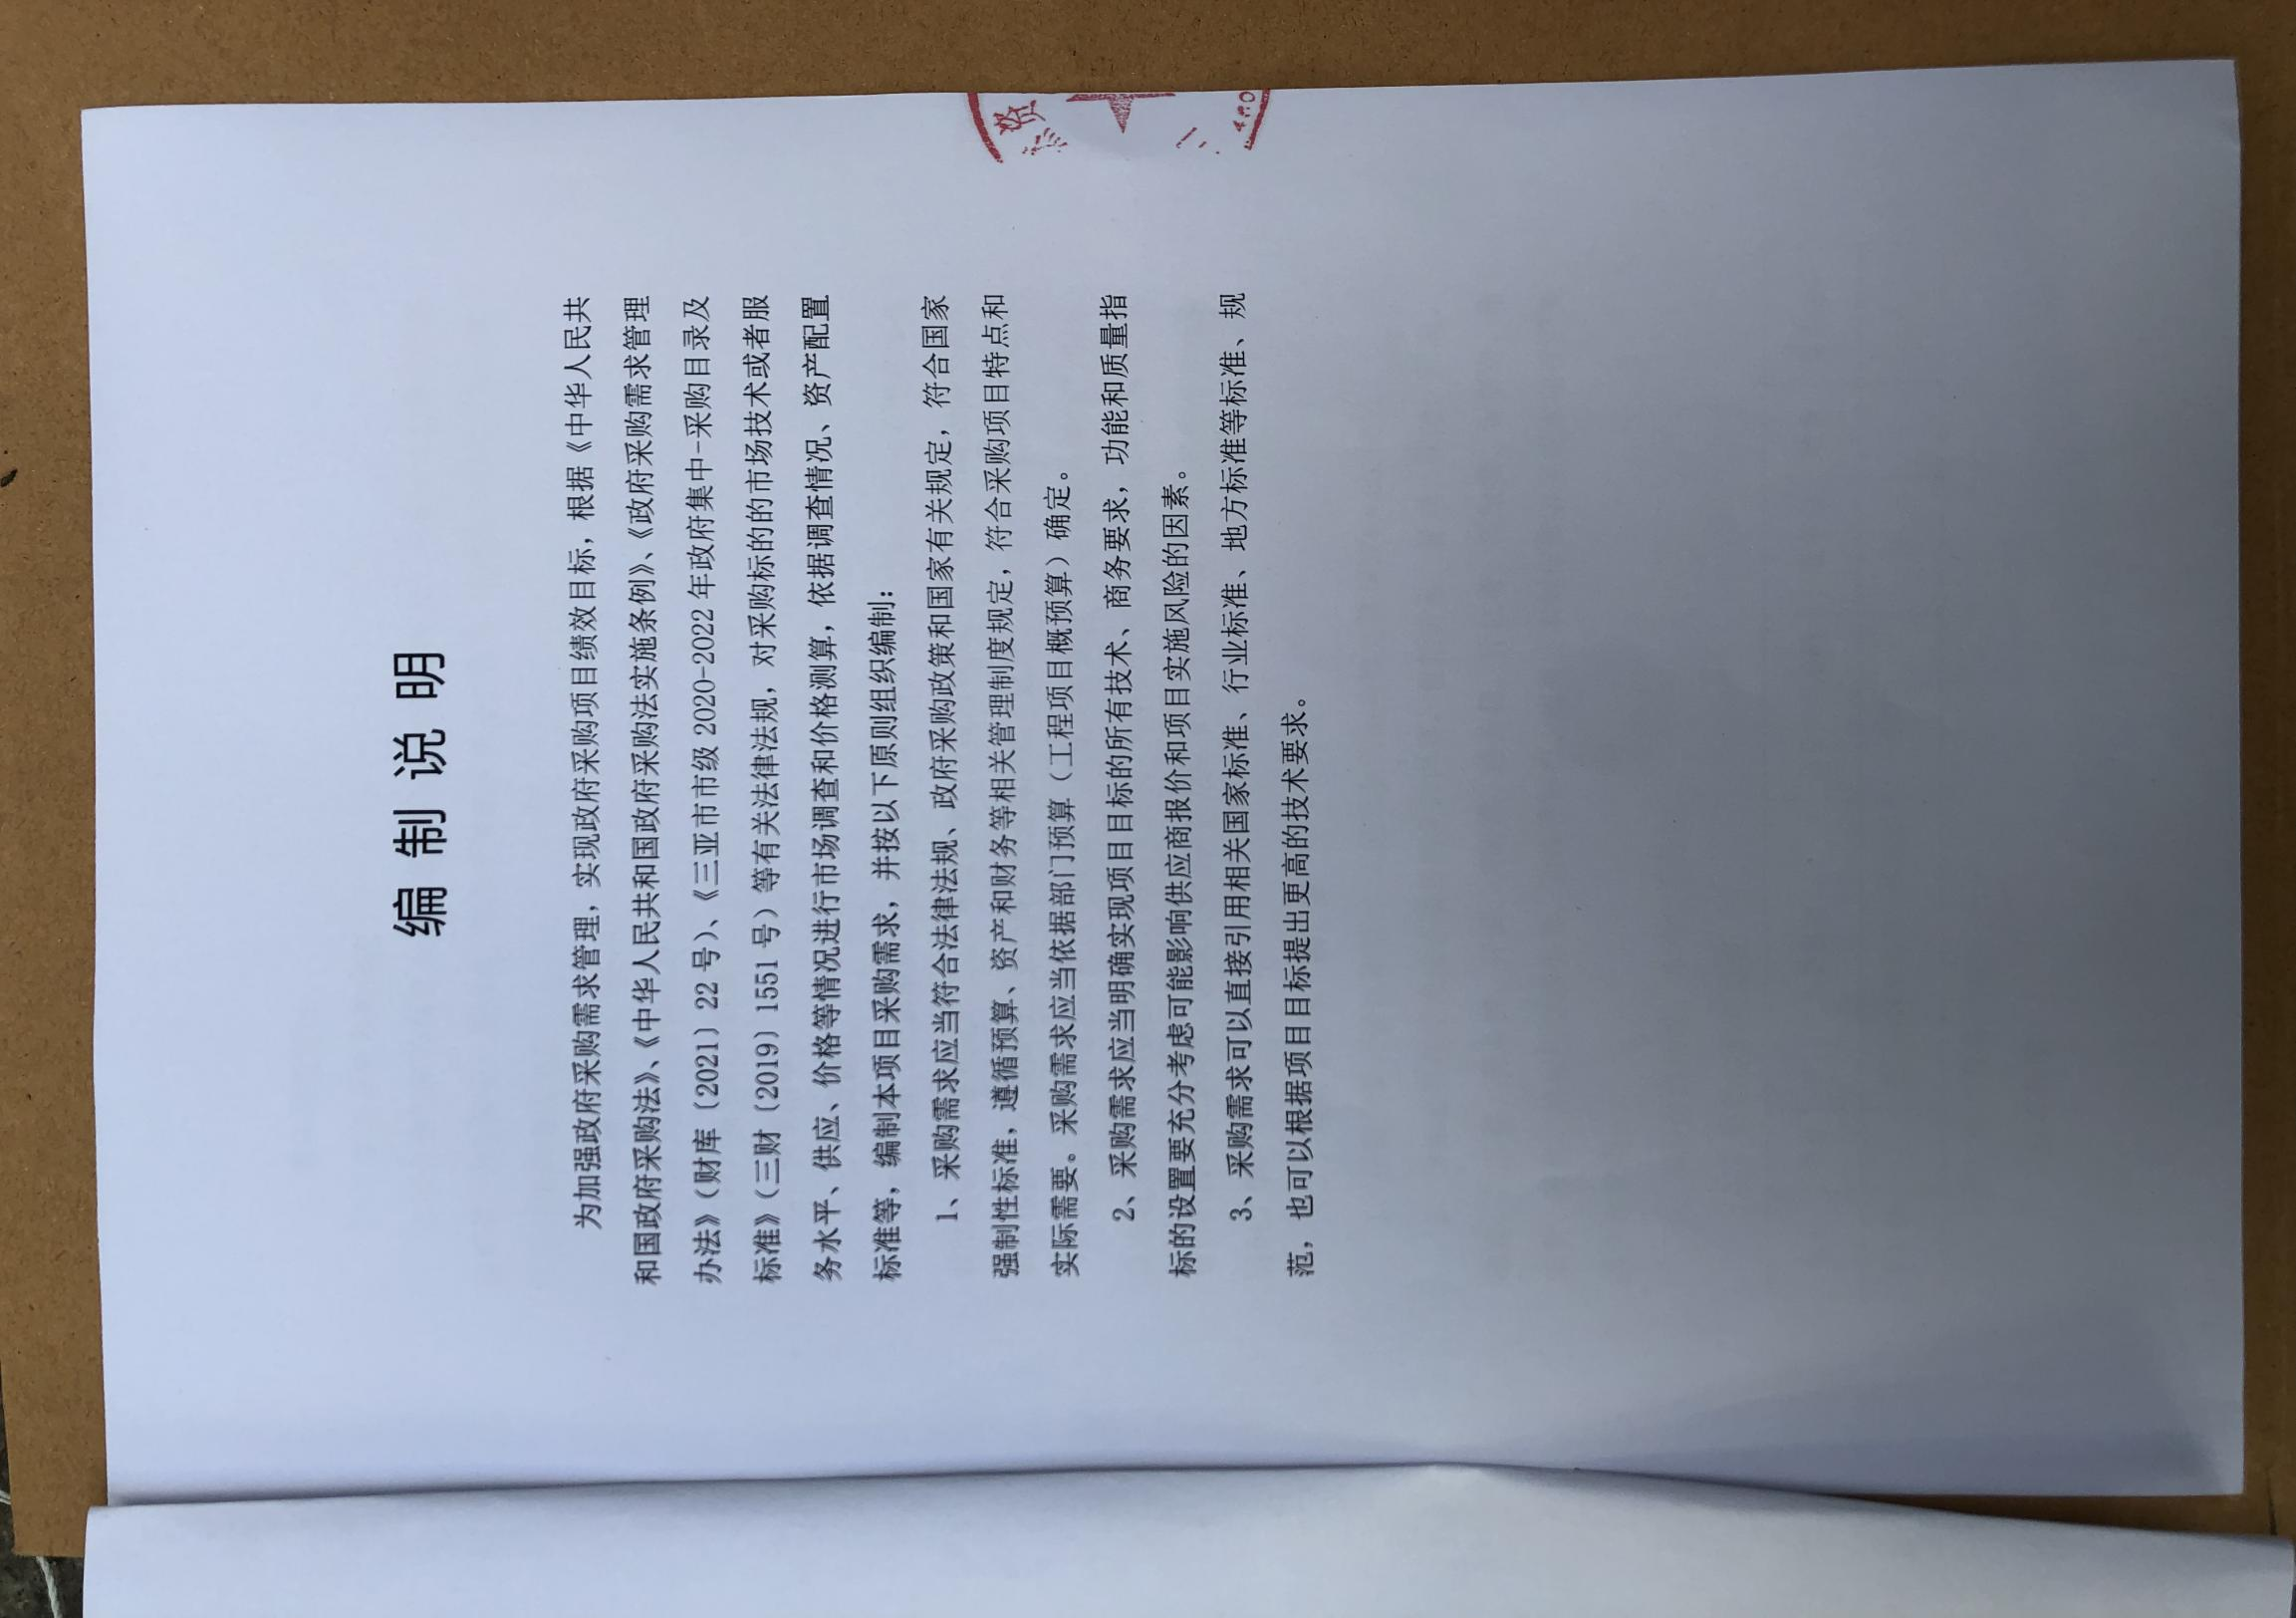 编制说明
为加强政府采购需求管理，实现政府采购项目绩效目标，根据《中华人民共
和国政府采购法》、《中华人民共和国政府采购法实施条例》、《政府采购需求管理
办法》（财库〔2021〕22 号）、《三亚市市级 2020-2022 年政府集中-采购目录及
标准》（三财〔2019〕1551 号）等有关法律法规，对采购标的的市场技术或者服
务水平、供应、价格等情况进行市场调查和价格测算，依据调查情况、资产配置
标准等，编制本项目采购需求，并按以下原则组织编制：
1、采购需求应当符合法律法规、政府采购政策和国家有关规定，符合国家
强制性标准，遵循预算、资产和财务等相关管理制度规定，符合采购项目特点和
实际需要。采购需求应当依据部门预算（工程项目概预算）确定。
2、采购需求应当明确实现项目目标的所有技术、商务要求，功能和质量指
标的设置要充分考虑可能影响供应商报价和项目实施风险的因素。
3、采购需求可以直接引用相关国家标准、行业标准、地方标准等标准、规
范，也可以根据项目目标提出更高的技术要求。